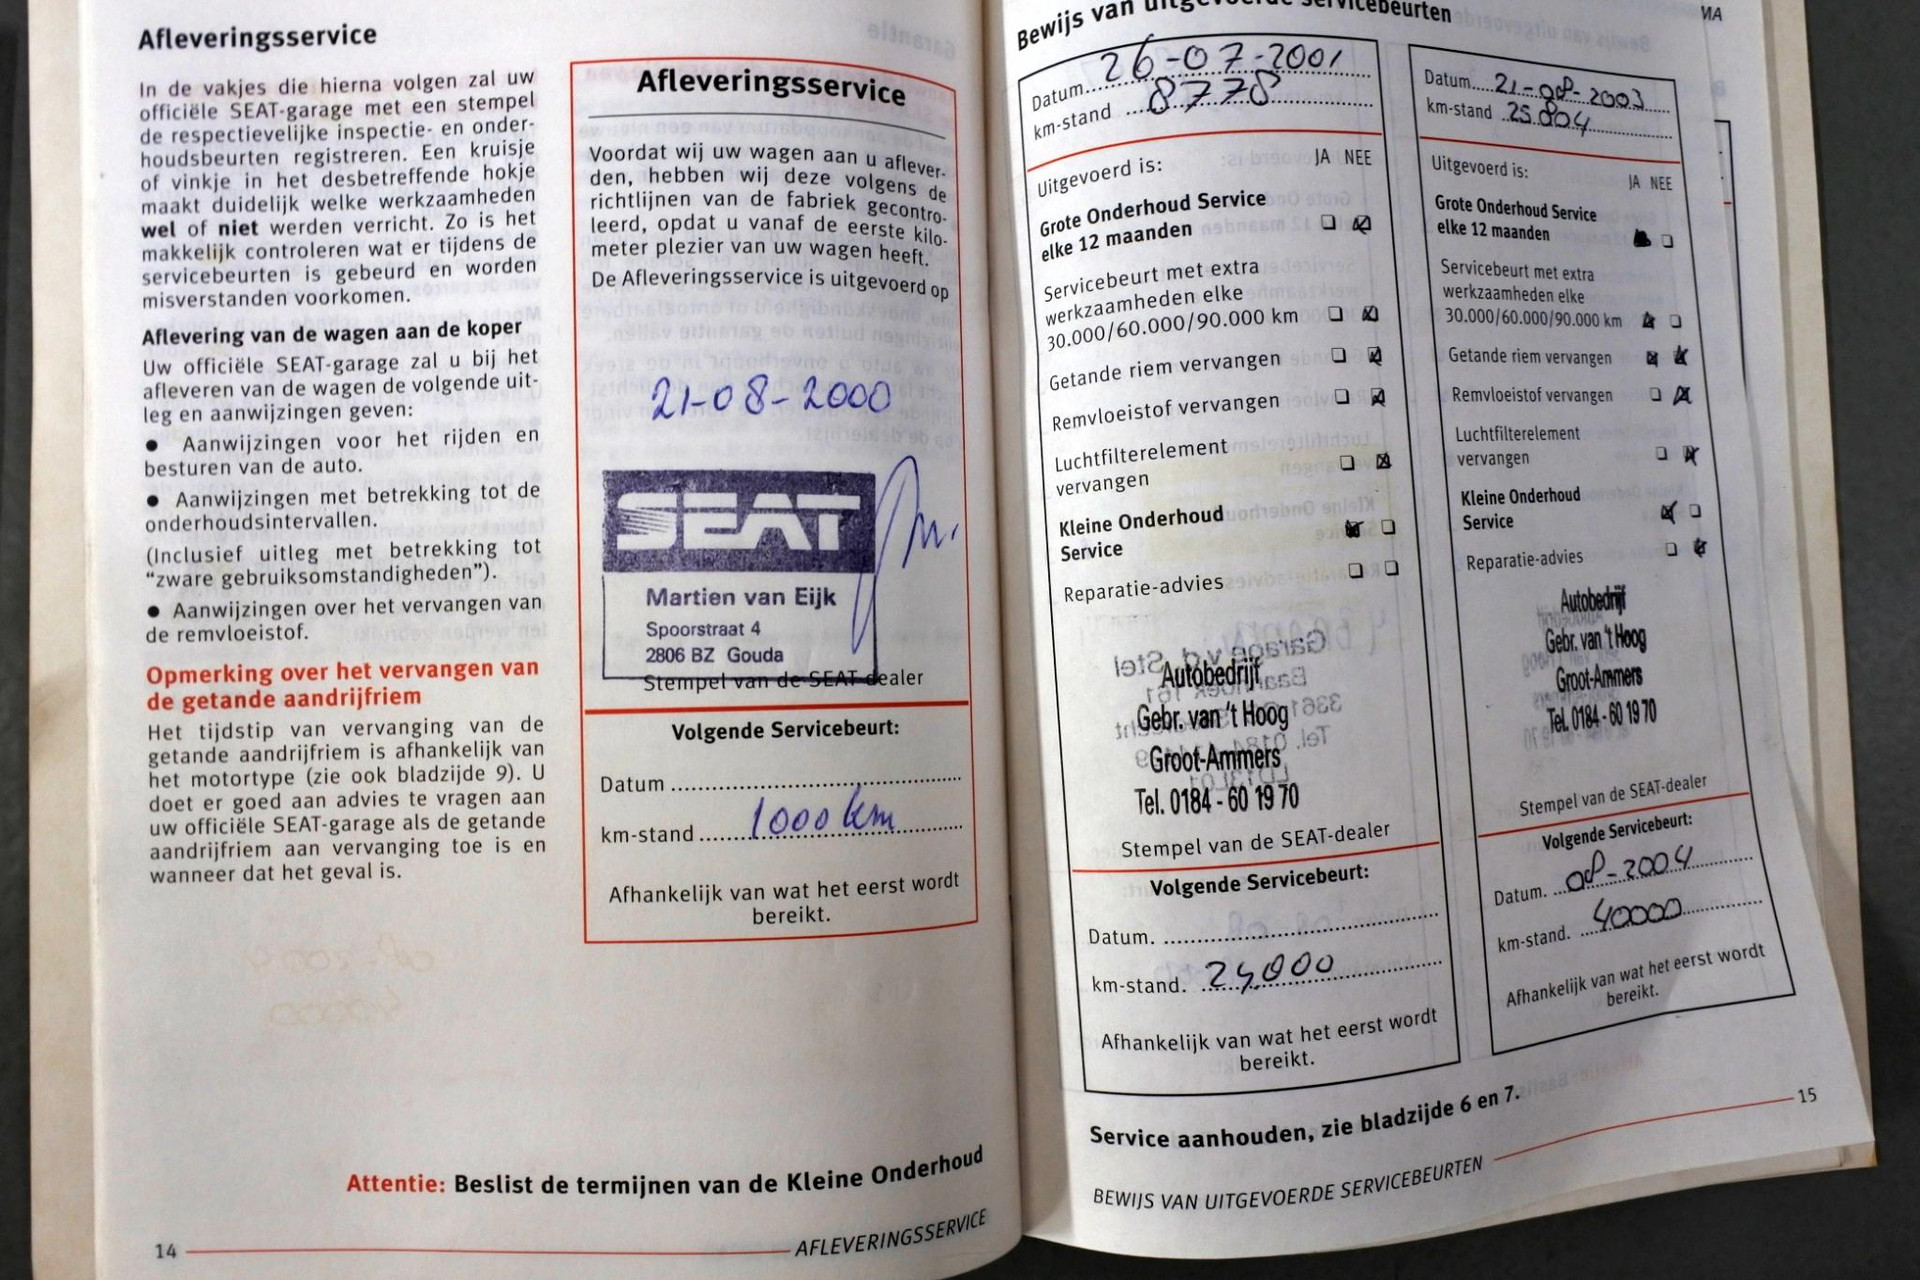 Afleveringsservice
In de vakjes die hierna volgen zal uw
officiële SEAT-garage met een stempel
de respectievelijke inspectie- en onder-
houdsbeurten registreren. Een kruisje
of vinkje in het desbetreffende hokje
maakt duidelijk welke werkzaamheden
wel of niet werden verricht. Zo is het
makkelijk controleren wat er tijdens de
servicebeurten is gebeurd en worden
misverstanden voorkomen.
Aflevering van de wagen aan de koper
Uw officiële SEAT-garage zal u bij het
afleveren van de wagen de volgende uit-
leg en aanwijzingen geven:
● Aanwijzingen voor het rijden en
besturen van de auto.
● Aanwijzingen met betrekking tot de
onderhoudsintervallen.
(Inclusief uitleg met betrekking tot
“zware gebruiksomstandigheden”).
● Aanwijzingen over het vervangen van
de remvloeistof.
Opmerking over het vervangen van
de getande aandrijfriem
Het tijdstip van vervanging van de
getande aandrijfriem is afhankelijk van
het motortype (zie ook bladzijde 9). U
doet er goed aan advies te vragen aan
uw officiële SEAT-garage als de getande
aandrijfriem aan vervanging toe is en
wanneer dat het geval is.
Afleveringsservice
Voordat wij uw wagen aan u aflever-
den, hebben wij deze volgens de
richtlijnen van de fabriek gecontro-
leerd, opdat u vanaf de eerste kilo-
meter plezier van uw wagen heeft.
De Afleveringsservice is uitgevoerd op
21-08-2000
SEAT
Martien van Eijk
Spoorstraat 4
2806 BZ Gouda
Stempel van de SEAT-dealer
Volgende Servicebeurt:
Datum
km-stand 1000 km
Afhankelijk van wat het eerst wordt
bereikt.
Attentie: Beslist de termijnen van de Kleine Onderhoud
14 AFLEVERINGSSERVICE
Bewijs van uitgevoerde servicebeurten
Datum 26-07-2001
km-stand 8778
Uitgevoerd is: JA NEE
Grote Onderhoud Service
elke 12 maanden
Servicebeurt met extra
werkzaamheden elke
30.000/60.000/90.000 km
Getande riem vervangen
Remvloeistof vervangen
Luchtfilterelement
vervangen
Kleine Onderhoud
Service
Reparatie-advies
Autobedrijf
Gebr. van 't Hoog
Groot-Ammers
Tel. 0184 - 60 19 70
Stempel van de SEAT-dealer
Volgende Servicebeurt:
Datum.
km-stand. 24,000
Afhankelijk van wat het eerst wordt
bereikt.
Datum 21-08-2003
km-stand 25.804
Uitgevoerd is:
JA NEE
Grote Onderhoud Service
elke 12 maanden
Servicebeurt met extra
werkzaamheden elke
30.000/60.000/90.000 km
Getande riem vervangen
Remvloeistof vervangen
Luchtfilterelement
vervangen
Kleine Onderhoud
Service
Reparatie-advies
Autobedrijf
Gebr. van 't Hoog
Groot-Ammers
Tel. 0184 - 60 19 70
Stempel van de SEAT-dealer
Volgende Servicebeurt:
Datum. 08-2004
km-stand. 40000
Afhankelijk van wat het eerst wordt
bereikt.
Service aanhouden, zie bladzijde 6 en 7.
15
BEWIJS VAN UITGEVOERDE SERVICEBEURTEN